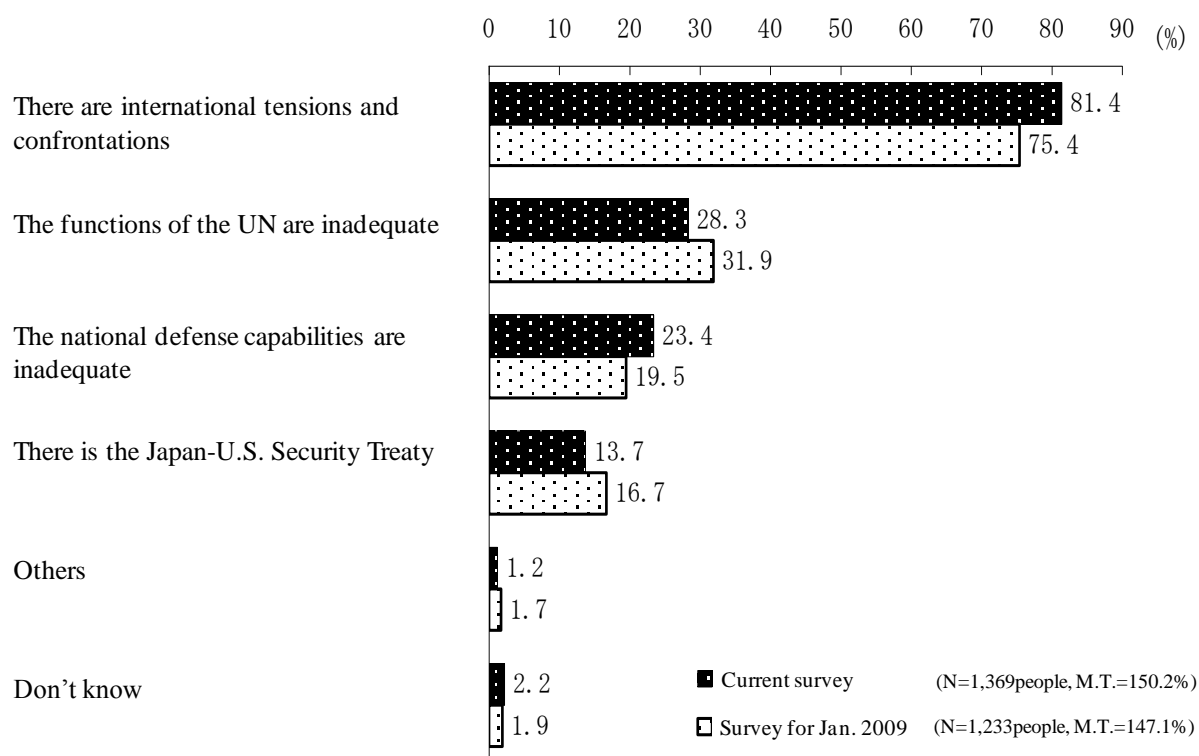 0 10 20 30 40 50 60 70 80 90 (%)
There are international tensions and
confrontations
81.4
75.4
The functions of the UN are inadequate
28.3
31.9
The national defense capabilities are
inadequate
23.4
19.5
There is the Japan-U.S. Security Treaty
13.7
16.7
Others
1.2
1.7
Don't know
2.2
1.9
Current survey (N=1,369people, M.T.=150.2%)
Survey for Jan. 2009 (N=1,233people, M.T.=147.1%)